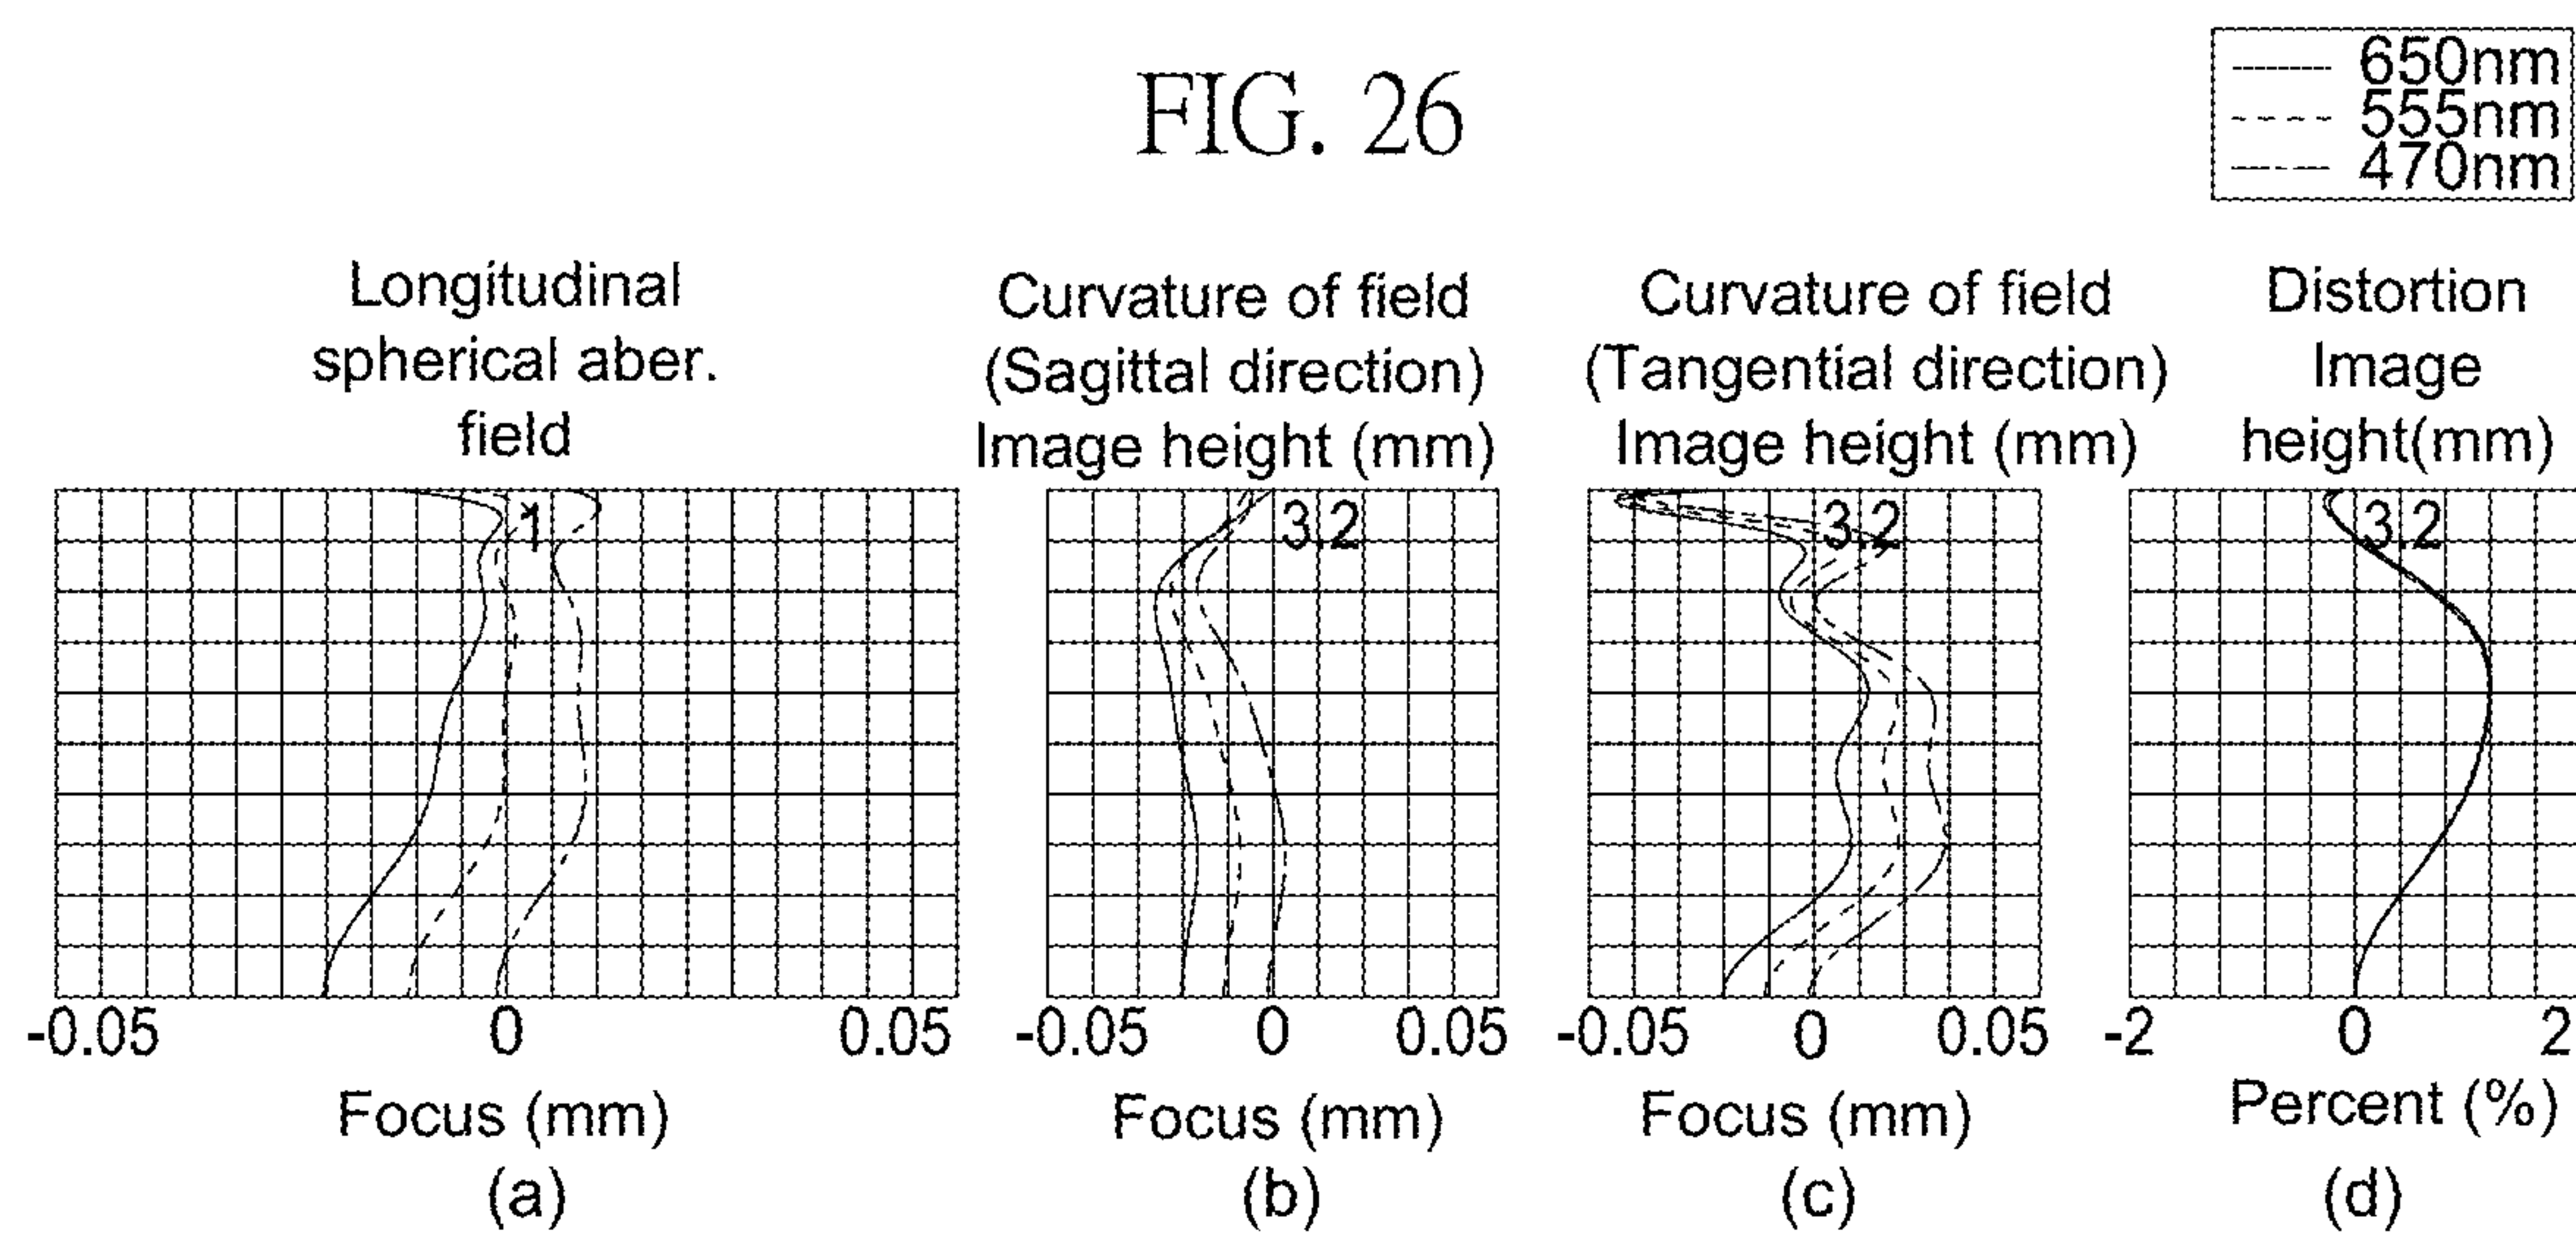 FIG. 26
650nm
555nm
470nm
Longitudinal
spherical aber.
field
1
-0.05 0 0.05
Focus (mm)
(a)
Curvature of field
(Sagittal direction)
Image height (mm)
3.2
-0.05 0 0.05
Focus (mm)
(b)
Curvature of field
(Tangential direction)
Image height (mm)
3.2
-0.05 0 0.05
Focus (mm)
(c)
Distortion
Image
height(mm)
3.2
-2 0 2
Percent (%)
(d)